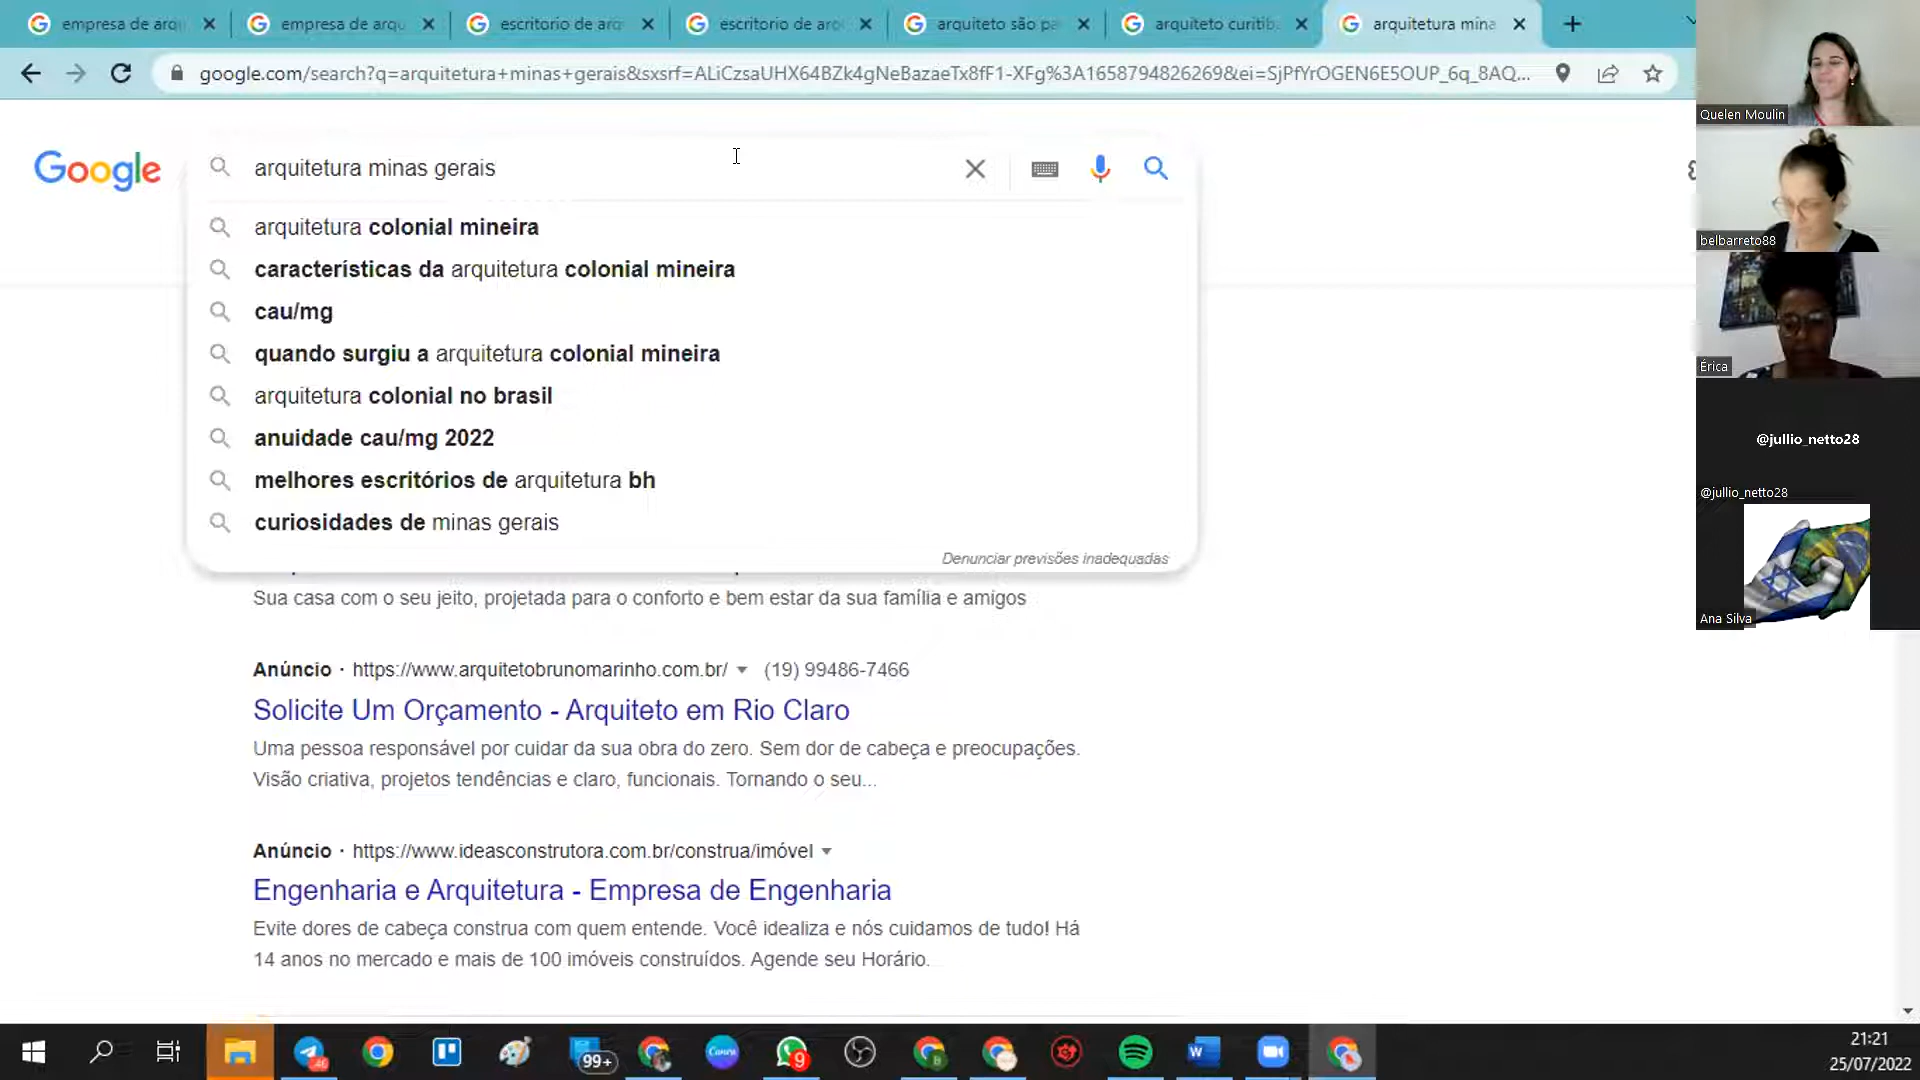 empresa de arqu
empresa de arqu
escritorio de arq
escritorio de arq
arquiteto são pa
arquiteto curitib
arquitetura mina
google.com/search?q=arquitetura+minas+gerais&sxsrf=ALiCzsaUHX64BZk4gNeBazaeTx8fF1-XFg%3A1658794826269&ei=SjPfYrOGEN6E5OUP_6q_8AQ...
Google
arquitetura minas gerais
arquitetura colonial mineira
características da arquitetura colonial mineira
cau/mg
quando surgiu a arquitetura colonial mineira
arquitetura colonial no brasil
anuidade cau/mg 2022
melhores escritórios de arquitetura bh
curiosidades de minas gerais
Denunciar previsões inadequadas
Sua casa com o seu jeito, projetada para o conforto e bem estar da sua família e amigos
Anúncio · https://www.arquitetobrunomarinho.com.br/ (19) 99486-7466
Solicite Um Orçamento - Arquiteto em Rio Claro
Uma pessoa responsável por cuidar da sua obra do zero. Sem dor de cabeça e preocupações.
Visão criativa, projetos tendências e claro, funcionais. Tornando o seu...
Anúncio · https://www.ideasconstrutora.com.br/construa/imóvel
Engenharia e Arquitetura - Empresa de Engenharia
Evite dores de cabeça construa com quem entende. Você idealiza e nós cuidamos de tudo! Há
14 anos no mercado e mais de 100 imóveis construídos. Agende seu Horário.
Quelen Moulin
belbarreto88
Érica
@jullio_netto28
@jullio_netto28
Ana Silva
99+
Canva
9
21:21
25/07/2022